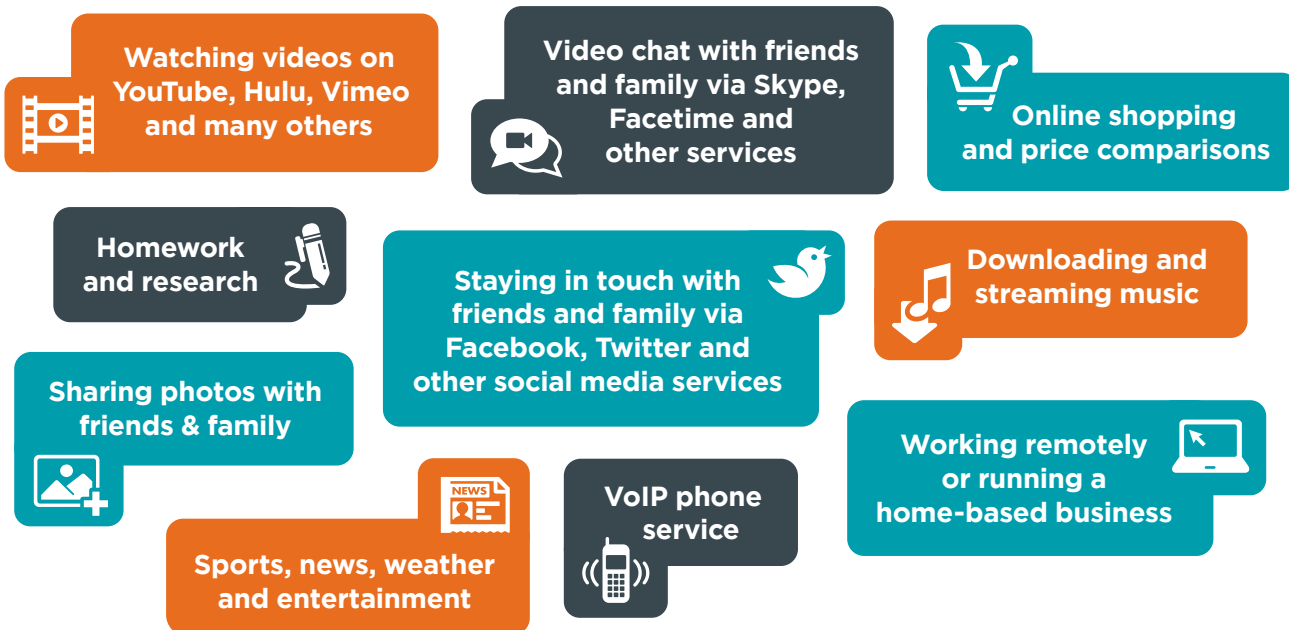 Watching videos on
YouTube, Hulu, Vimeo
and many others
Video chat with friends
and family via Skype,
Facetime and
other services
Online shopping
and price comparisons
Homework
and research
Staying in touch with
friends and family via
Facebook, Twitter and
other social media services
Downloading and
streaming music
Sharing photos with
friends & family
Working remotely
or running a
home-based business
NEWS
Sports, news, weather
and entertainment
VoIP phone
service